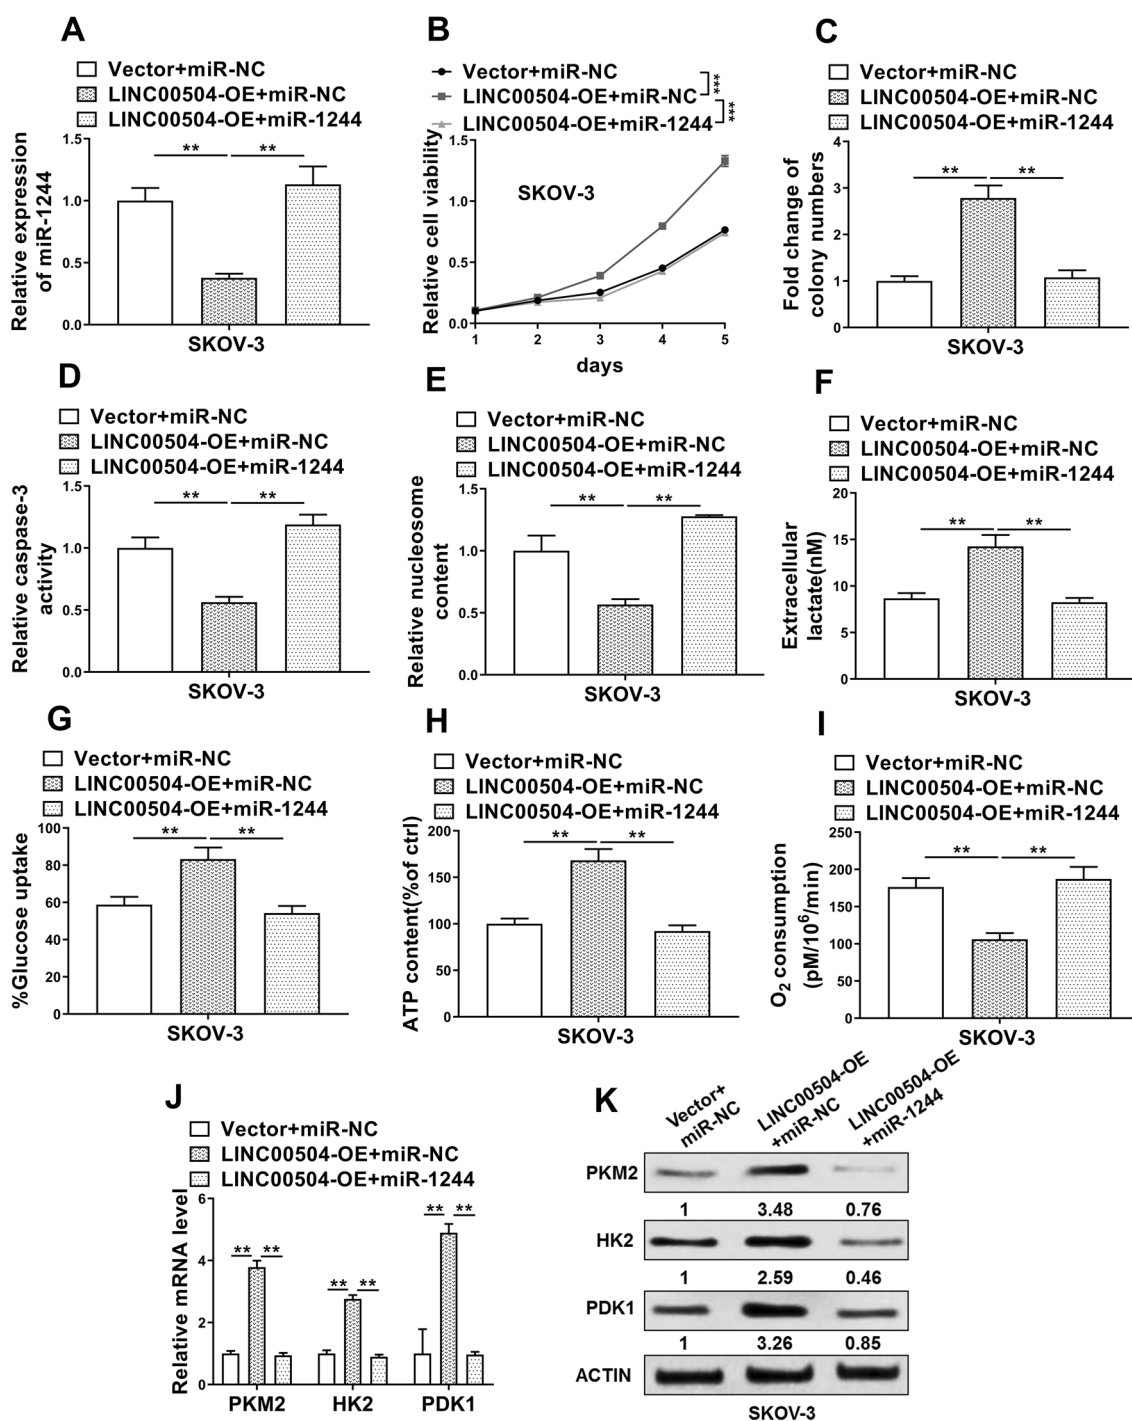 A
Vector+miR-NC
LINC00504-OE+miR-NC
LINC00504-OE+miR-1244
Relative expression
of miR-1244
1.5
1.0
0.5
0.0
** **
SKOV-3
B
Vector+miR-NC
LINC00504-OE+miR-NC
LINC00504-OE+miR-1244
***
***
Relative cell viability
1.5
1.0
0.5
0.0
SKOV-3
1 2 3 4 5
days
C
Vector+miR-NC
LINC00504-OE+miR-NC
LINC00504-OE+miR-1244
Fold change of
colony numbers
4
3
2
1
0
** **
SKOV-3
D
Vector+miR-NC
LINC00504-OE+miR-NC
LINC00504-OE+miR-1244
Relative caspase-3
activity
1.5
1.0
0.5
0.0
** **
SKOV-3
E
Vector+miR-NC
LINC00504-OE+miR-NC
LINC00504-OE+miR-1244
Relative nucleosome
content
1.5
1.0
0.5
0.0
** **
SKOV-3
F
Vector+miR-NC
LINC00504-OE+miR-NC
LINC00504-OE+miR-1244
Extracellular
lactate(nM)
20
15
10
5
0
** **
SKOV-3
G
Vector+miR-NC
LINC00504-OE+miR-NC
LINC00504-OE+miR-1244
%Glucose uptake
100
80
60
40
20
0
** **
SKOV-3
H
Vector+miR-NC
LINC00504-OE+miR-NC
LINC00504-OE+miR-1244
ATP content(%of ctrl)
200
150
100
50
0
** **
SKOV-3
I
Vector+miR-NC
LINC00504-OE+miR-NC
LINC00504-OE+miR-1244
O₂ consumption
(pM/10⁶/min)
250
200
150
100
50
0
** **
SKOV-3
J
Vector+miR-NC
LINC00504-OE+miR-NC
LINC00504-OE+miR-1244
Relative mRNA level
6
4
2
0
** ** ** ** ** **
PKM2 HK2 PDK1
K
Vector+
miR-NC
LINC00504-OE
+miR-NC
LINC00504-OE
+miR-1244
PKM2
1 3.48 0.76
HK2
1 2.59 0.46
PDK1
1 3.26 0.85
ACTIN
SKOV-3